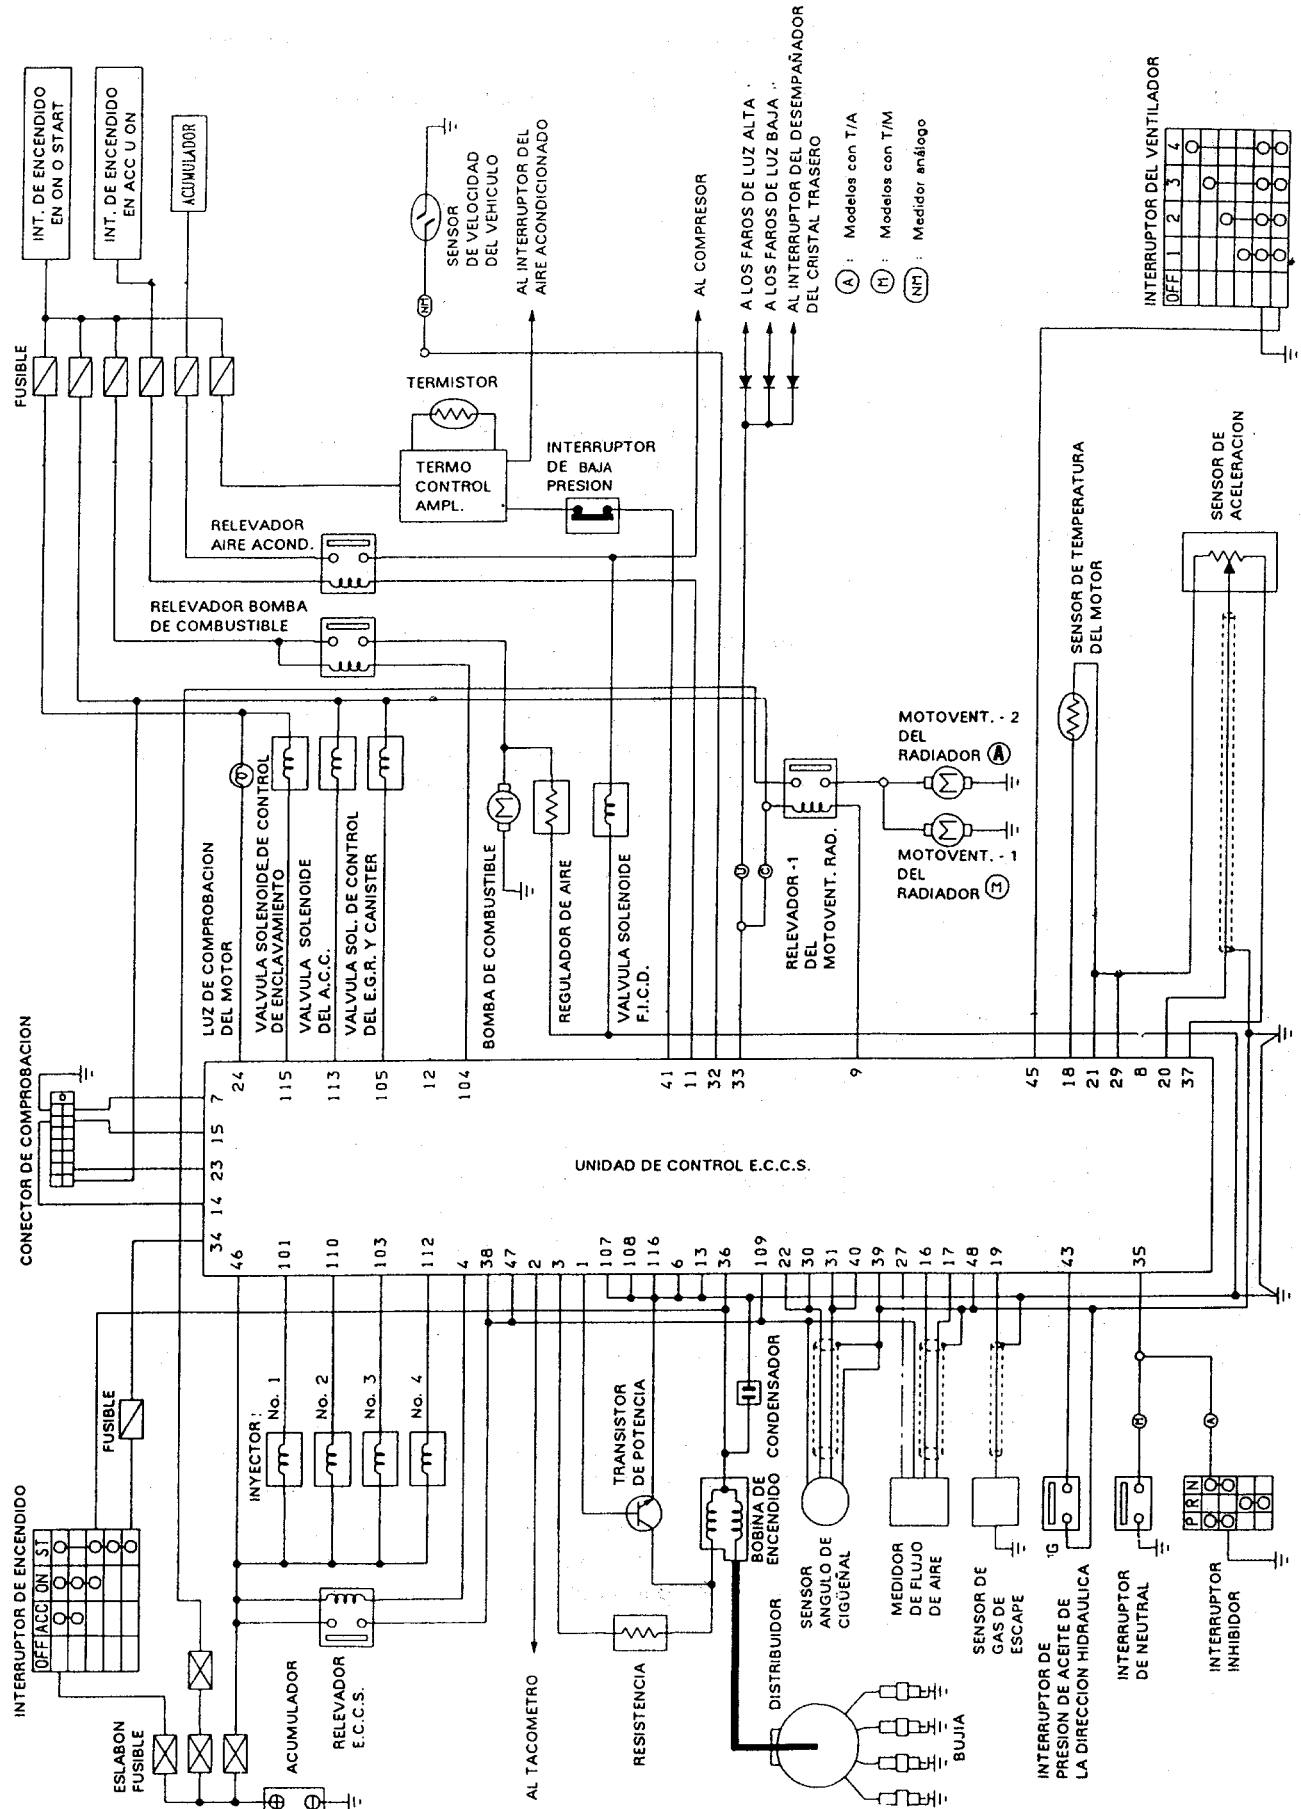 INT. DE ENCENDIDO
EN ON O START
INT. DE ENCENDIDO
EN ACC U ON
ACUMULADOR
FUSIBLE
SENSOR
DE VELOCIDAD
DEL VEHICULO
NM
AL INTERRUPTOR DEL
AIRE ACONDICIONADO
AL COMPRESOR
A LOS FAROS DE LUZ ALTA
A LOS FAROS DE LUZ BAJA
AL INTERRUPTOR DEL DESEMPAÑADOR
DEL CRISTAL TRASERO
A : Modelos con T/A
M : Modelos con T/M
NM : Medidor análogo
INTERRUPTOR DEL VENTILADOR
OFF 1 2 3 4
TERMISTOR
TERMO
CONTROL
AMPL.
INTERRUPTOR
DE BAJA
PRESION
RELEVADOR
AIRE ACOND.
RELEVADOR BOMBA
DE COMBUSTIBLE
SENSOR DE TEMPERATURA
DEL MOTOR
SENSOR DE
ACELERACION
MOTOVENT. - 2
DEL
RADIADOR A
M
M
MOTOVENT. - 1
DEL
RADIADOR M
RELEVADOR -1
DEL
MOTOVENT. RAD.
U
C
LUZ DE COMPROBACION
DEL MOTOR
VALVULA SOLENOIDE DE CONTROL
DE ENCLAVAMIENTO
VALVULA SOLENOIDE
DEL A.C.C.
VALVULA SOL. DE CONTROL
DEL E.G.R. Y CANISTER
BOMBA DE COMBUSTIBLE
M
REGULADOR DE AIRE
VALVULA SOLENOIDE
F.I.C.D.
CONECTOR DE COMPROBACION
7
15
23
14
34
24
115
113
105
12
104
41
11
32
33
9
45
18
21
29
8
20
37
UNIDAD DE CONTROL E.C.C.S.
46
101
110
103
112
4
38
47
2
3
1
107
108
116
6
13
36
109
22
30
31
40
39
27
16
17
48
19
43
35
INTERRUPTOR DE ENCENDIDO
OFF ACC ON ST
FUSIBLE
INYECTOR :
No. 1
No. 2
No. 3
No. 4
ESLABON
FUSIBLE
ACUMULADOR
RELEVADOR
E.C.C.S.
AL TACOMETRO
TRANSISTOR
DE POTENCIA
RESISTENCIA
CONDENSADOR
BOBINA DE
ENCENDIDO
DISTRIBUIDOR
BUJIA
SENSOR
ANGULO DE
CIGÜEÑAL
MEDIDOR
DE FLUJO
DE AIRE
SENSOR DE
GAS DE
ESCAPE
INTERRUPTOR DE
PRESION DE ACEITE DE
LA DIRECCION HIDRAULICA
INTERRUPTOR
DE NEUTRAL
M
INTERRUPTOR
INHIBIDOR
A
P R N